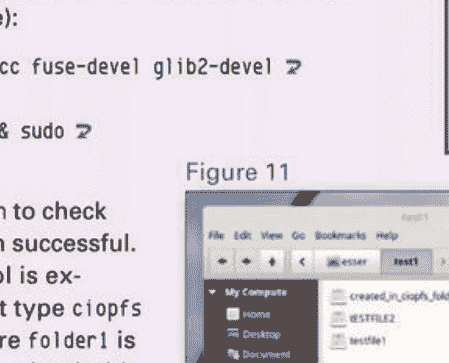 e):
cc fuse-devel glib2-devel
& sudo
n to check
n successful.
ol is ex-
t type ciopfs
re folder1 is
Figure 11
test1
File Edit View Go Bookmarks Help
esser test1
My Compute
Home
Desktop
Document
created_in_ciopfs_fold
tESTFILE2
testfile1